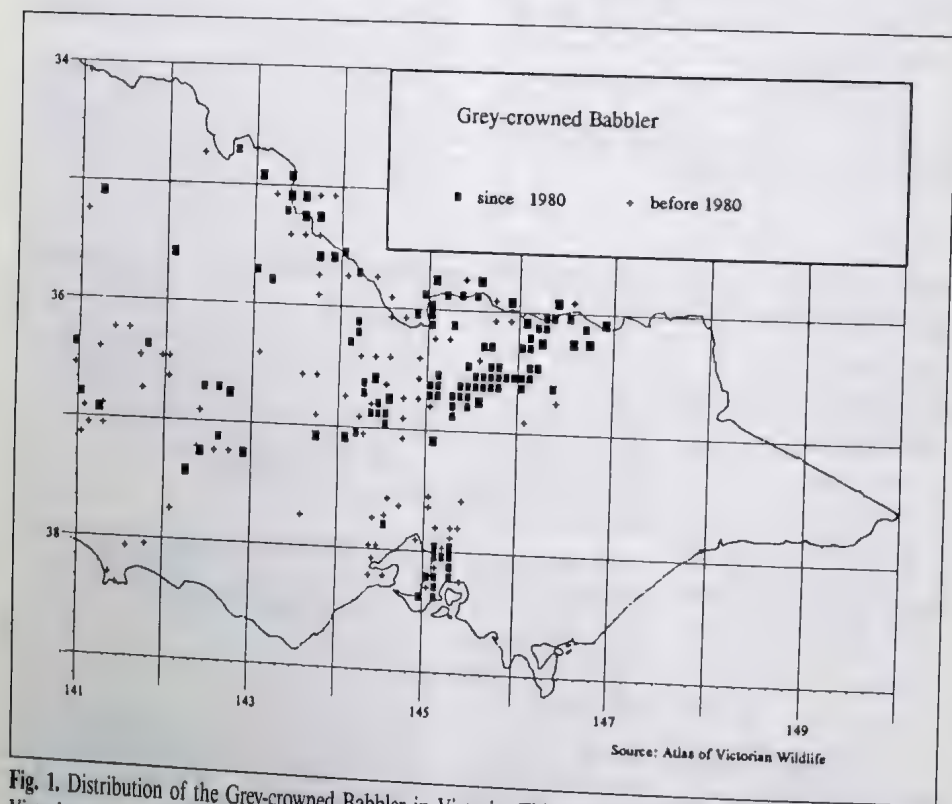 34
Grey-crowned Babbler
since 1980
before 1980
36
38
141
143
145
147
149
Source: Atlas of Victorian Wildlife
Fig. 1. Distribution of the Grey-crowned Babbler in